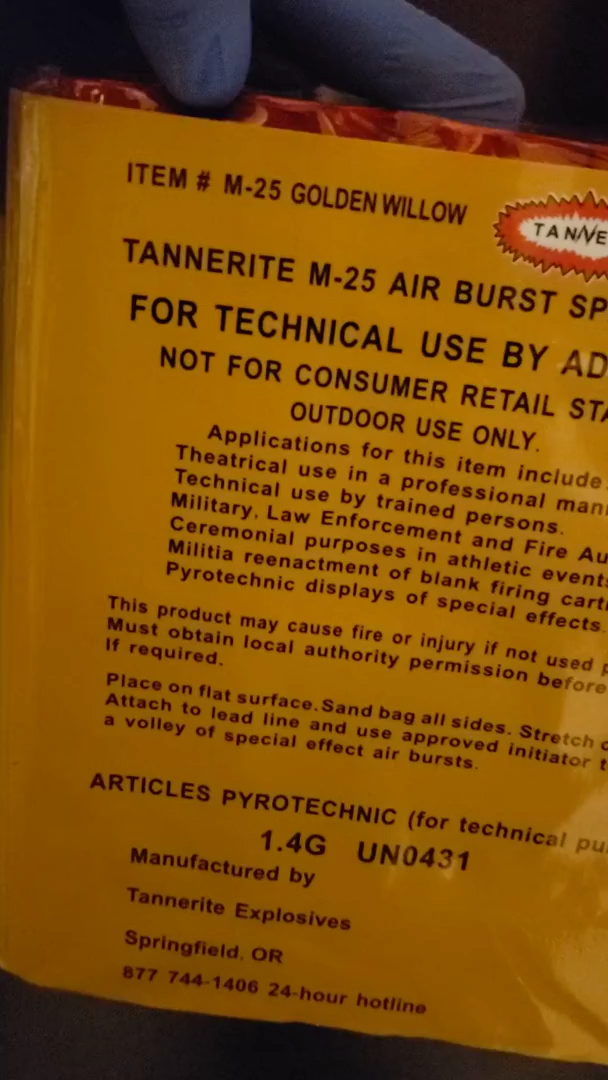 ITEM # M-25 GOLDEN WILLOW
TANNE
TANNERITE M-25 AIR BURST SP
FOR TECHNICAL USE BY AD
NOT FOR CONSUMER RETAIL STA
OUTDOOR USE ONLY.
Applications for this item include
Theatrical use in a professional mann
Technical use by trained persons.
Military, Law Enforcement and Fire Au
Ceremonial purposes in athletic events
Militia reenactment of blank firing cart
Pyrotechnic displays of special effects.
This product may cause fire or injury if not used p
Must obtain local authority permission before
If required.
Place on flat surface. Sand bag all sides. Stretch o
Attach to lead line and use approved initiator t
a volley of special effect air bursts.
ARTICLES PYROTECHNIC (for technical pu
1.4G UN0431
Manufactured by
Tannerite Explosives
Springfield, OR
877 744-1406 24-hour hotline